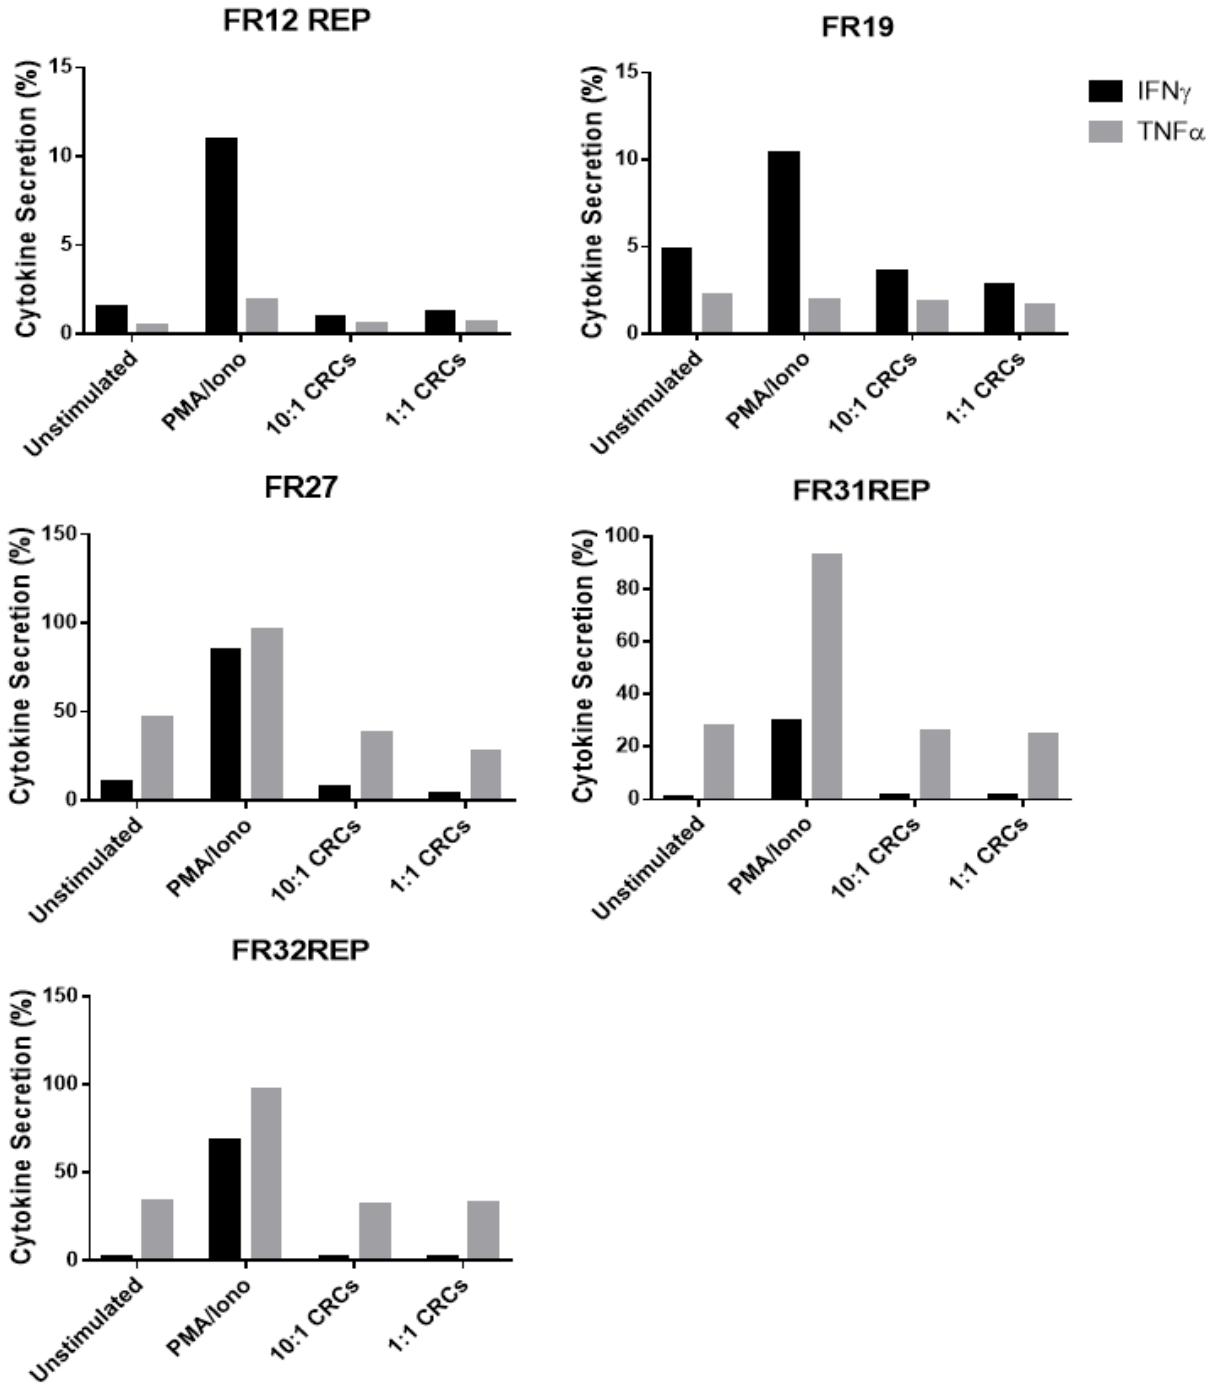 FR12 REP
Cytokine Secretion (%)
15
10
5
0
Unstimulated
PMA/Iono
10:1 CRCs
1:1 CRCs
FR19
Cytokine Secretion (%)
15
10
5
0
Unstimulated
PMA/Iono
10:1 CRCs
1:1 CRCs
IFNγ
TNFα
FR27
Cytokine Secretion (%)
150
100
50
0
Unstimulated
PMA/Iono
10:1 CRCs
1:1 CRCs
FR31REP
Cytokine Secretion (%)
100
80
60
40
20
0
Unstimulated
PMA/Iono
10:1 CRCs
1:1 CRCs
FR32REP
Cytokine Secretion (%)
150
100
50
0
Unstimulated
PMA/Iono
10:1 CRCs
1:1 CRCs